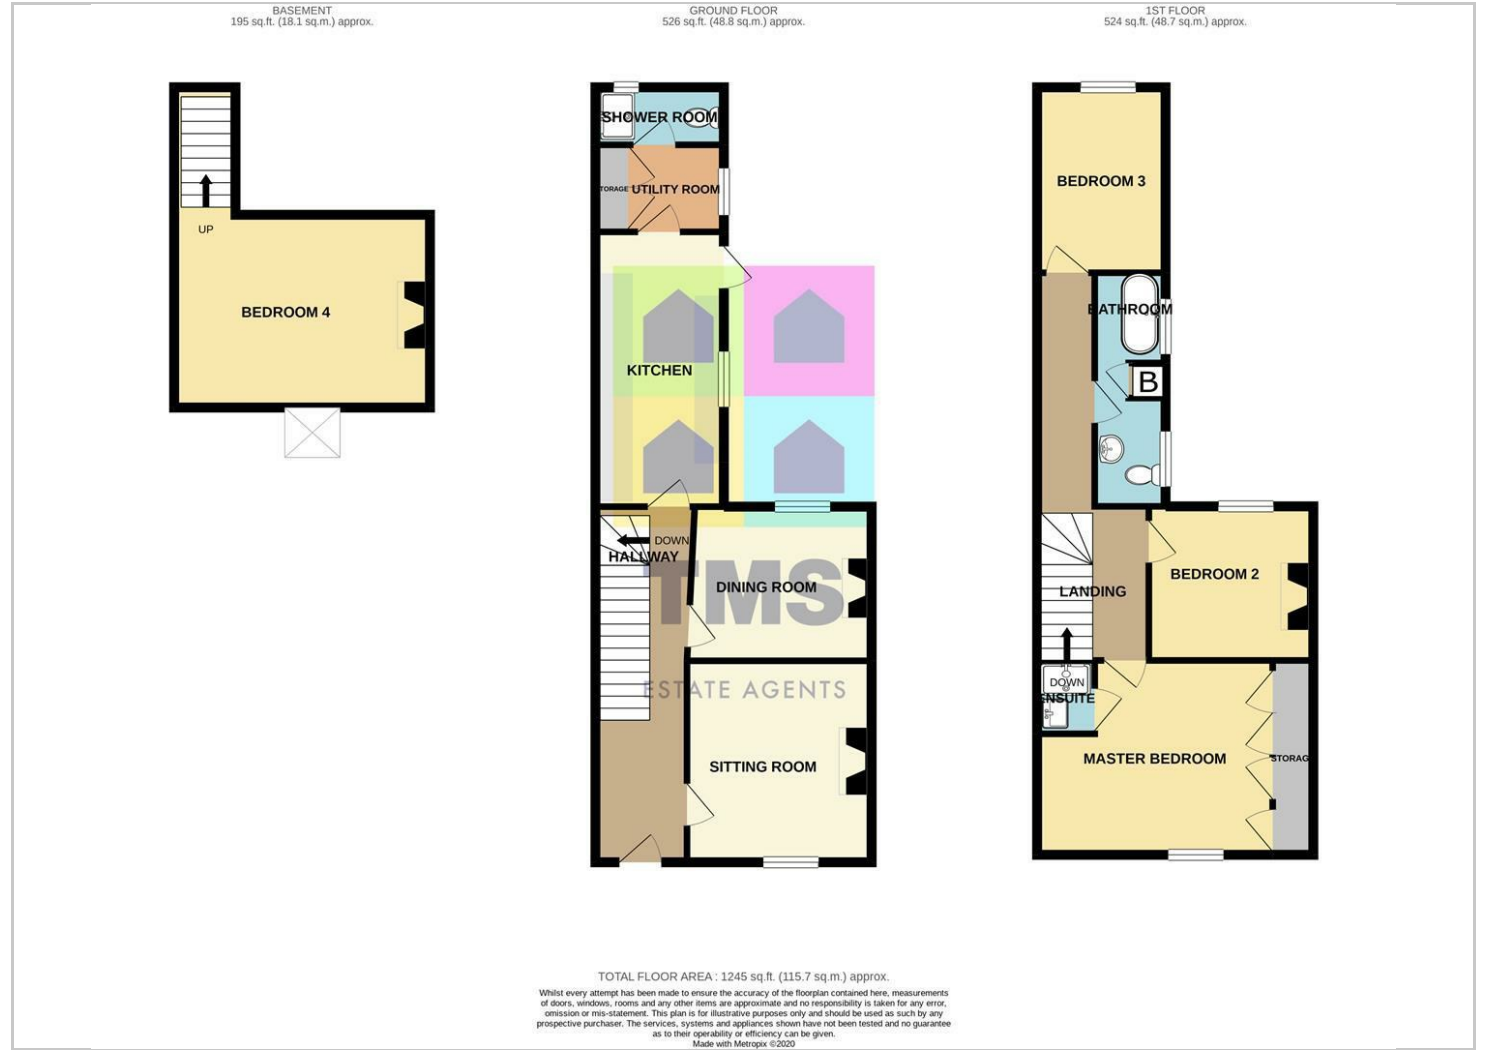 BASEMENT
195 sq.ft. (18.1 sq.m.) approx.
UP
BEDROOM 4
GROUND FLOOR
526 sq.ft. (48.8 sq.m.) approx.
SHOWER ROOM
TORAGE
UTILITY ROOM
KITCHEN
DOWN
HALLWAY
DINING ROOM
TMS
ESTATE AGENTS
SITTING ROOM
1ST FLOOR
524 sq.ft. (48.7 sq.m.) approx.
BEDROOM 3
BATHROOM
B
BEDROOM 2
LANDING
DOWN
ENSUITE
MASTER BEDROOM
STORAG
TOTAL FLOOR AREA : 1245 sq.ft. (115.7 sq.m.) approx.
Whilst every attempt has been made to ensure the accuracy of the floorplan contained here, measurements
of doors, windows, rooms and any other items are approximate and no responsibility is taken for any error,
omission or mis-statement. This plan is for illustrative purposes only and should be used as such by any
prospective purchaser. The services, systems and appliances shown have not been tested and no guarantee
as to their operability or efficiency can be given.
Made with Metropix ©2020